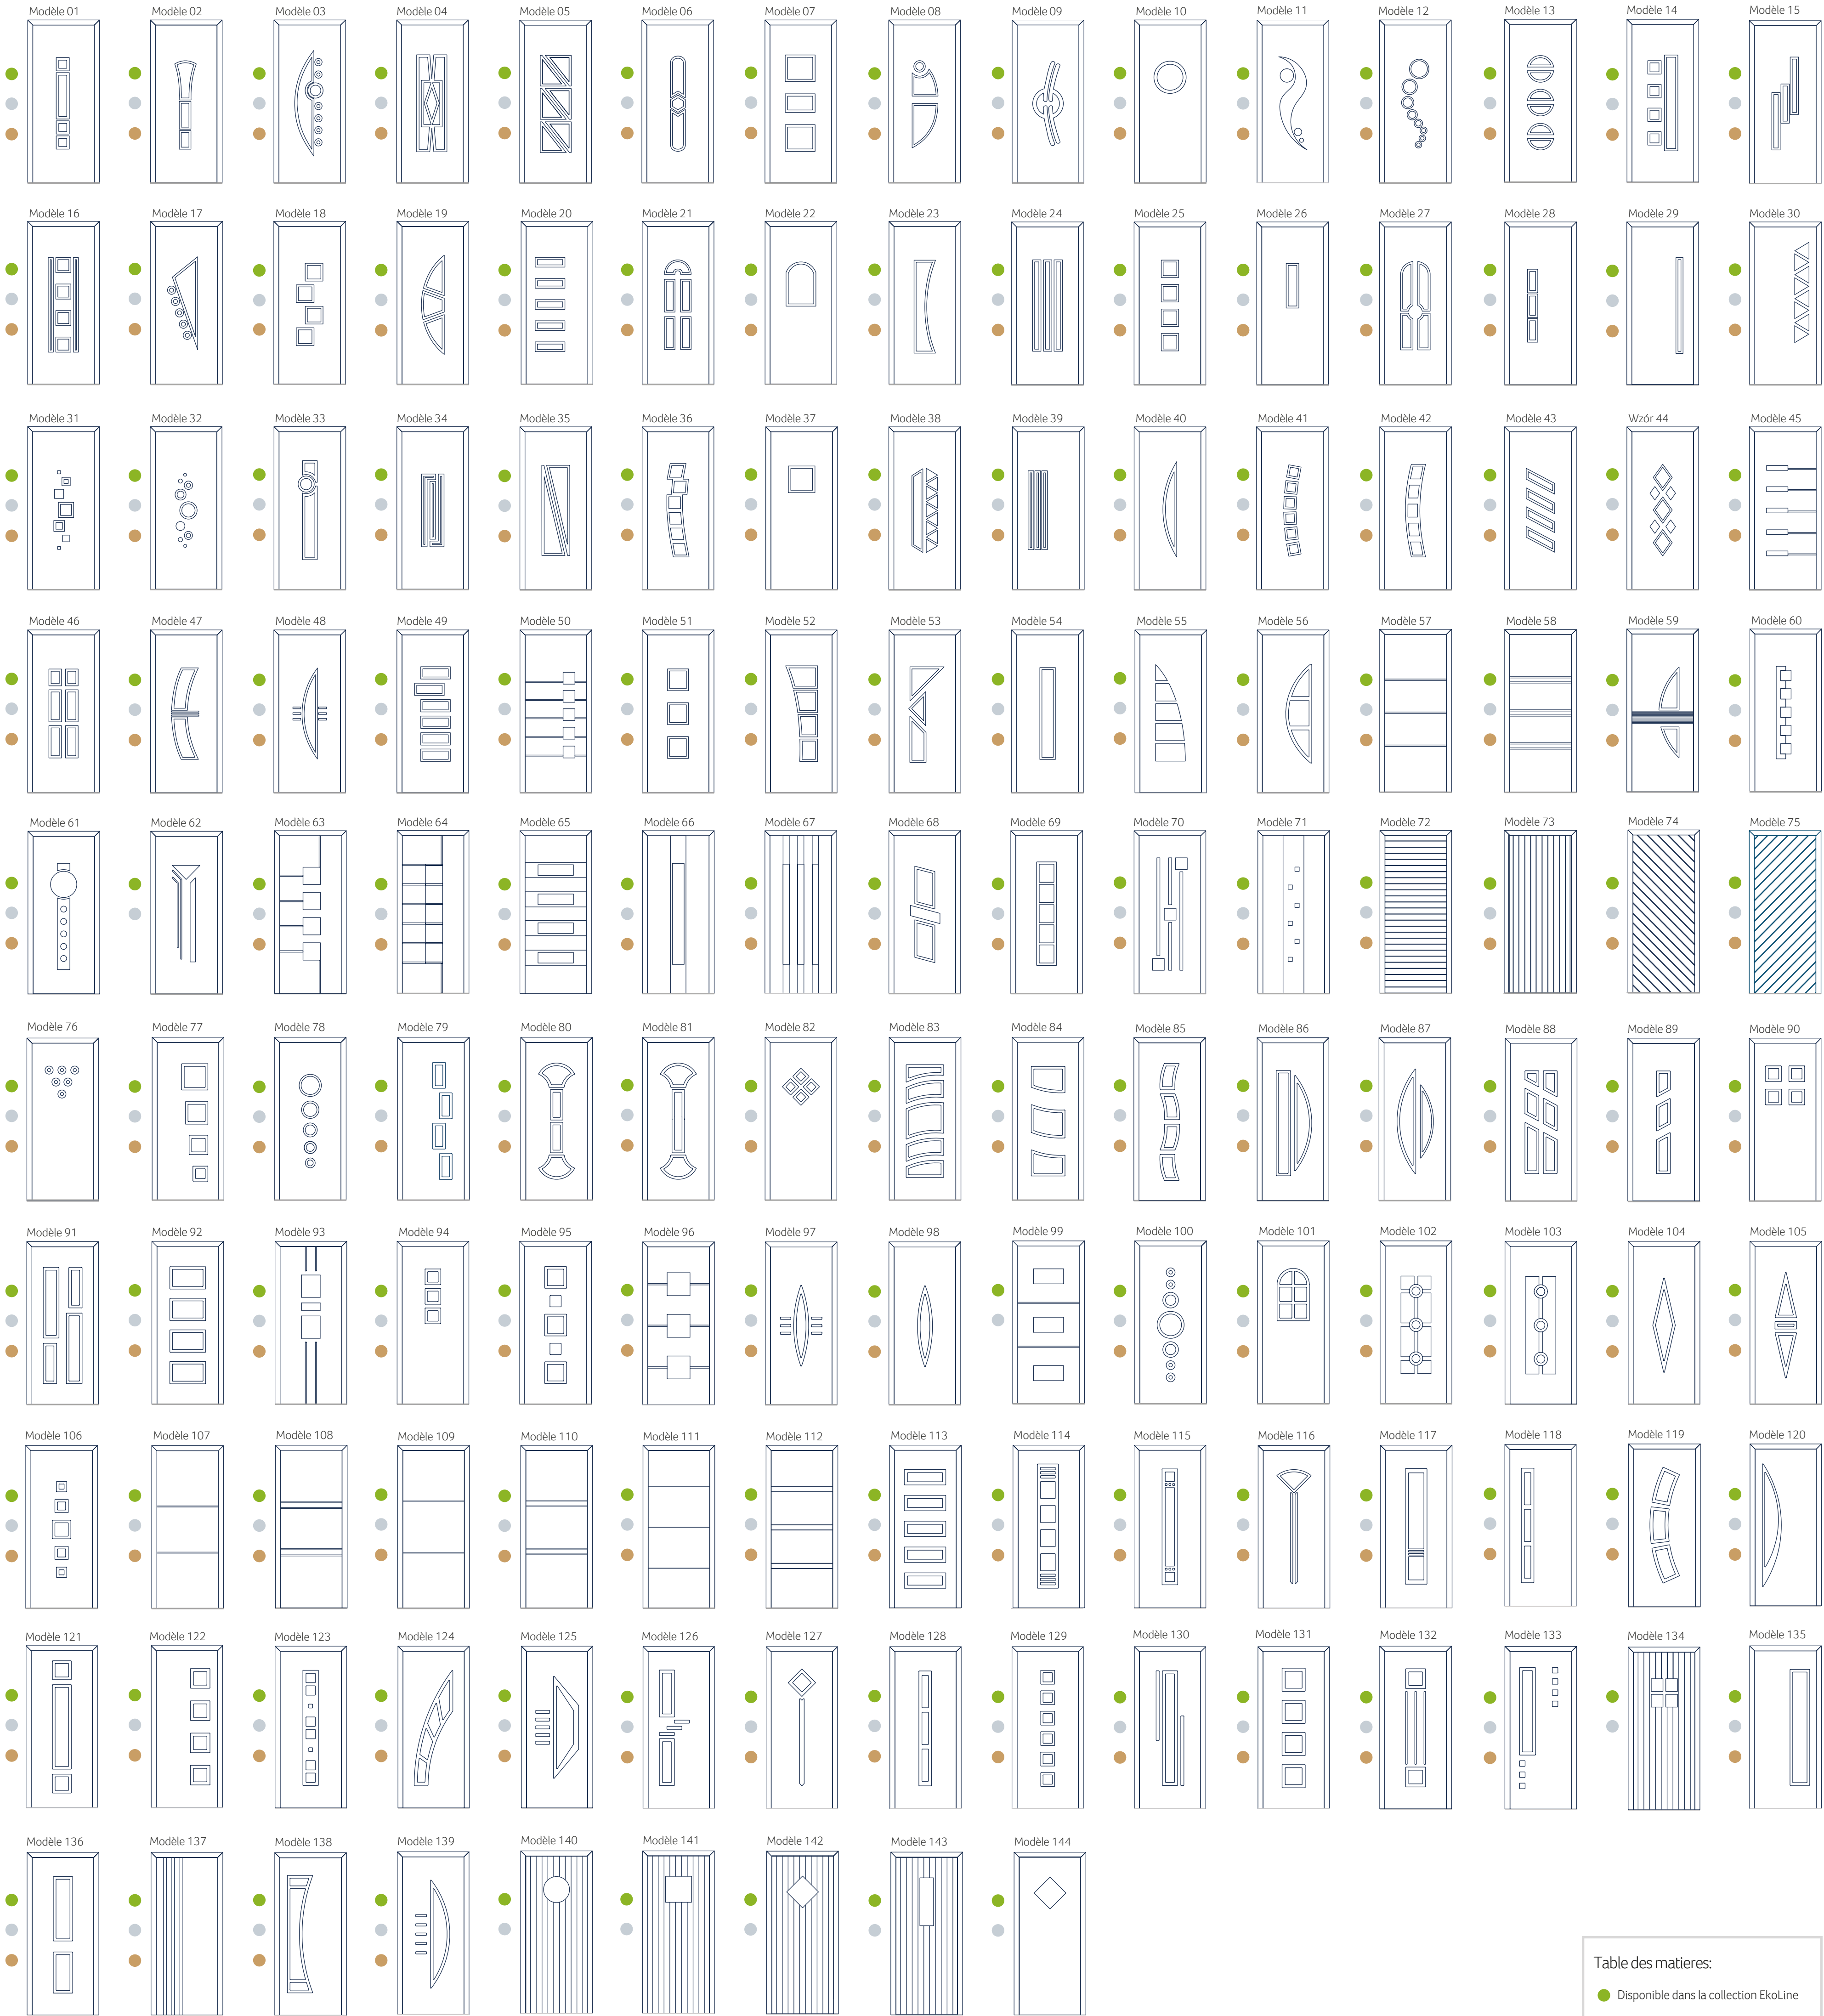 Modèle 01 Modèle 02 Modèle 03 Modèle 04 Modèle 05 Modèle 06 Modèle 07 Modèle 08 Modèle 09 Modèle 10 Modèle 11 Modèle 12 Modèle 13 Modèle 14 Modèle 15
Modèle 16 Modèle 17 Modèle 18 Modèle 19 Modèle 20 Modèle 21 Modèle 22 Modèle 23 Modèle 24 Modèle 25 Modèle 26 Modèle 27 Modèle 28 Modèle 29 Modèle 30
Modèle 31 Modèle 32 Modèle 33 Modèle 34 Modèle 35 Modèle 36 Modèle 37 Modèle 38 Modèle 39 Modèle 40 Modèle 41 Modèle 42 Modèle 43 Wzór 44 Modèle 45
Modèle 46 Modèle 47 Modèle 48 Modèle 49 Modèle 50 Modèle 51 Modèle 52 Modèle 53 Modèle 54 Modèle 55 Modèle 56 Modèle 57 Modèle 58 Modèle 59 Modèle 60
Modèle 61 Modèle 62 Modèle 63 Modèle 64 Modèle 65 Modèle 66 Modèle 67 Modèle 68 Modèle 69 Modèle 70 Modèle 71 Modèle 72 Modèle 73 Modèle 74 Modèle 75
Modèle 76 Modèle 77 Modèle 78 Modèle 79 Modèle 80 Modèle 81 Modèle 82 Modèle 83 Modèle 84 Modèle 85 Modèle 86 Modèle 87 Modèle 88 Modèle 89 Modèle 90
Modèle 91 Modèle 92 Modèle 93 Modèle 94 Modèle 95 Modèle 96 Modèle 97 Modèle 98 Modèle 99 Modèle 100 Modèle 101 Modèle 102 Modèle 103 Modèle 104 Modèle 105
Modèle 106 Modèle 107 Modèle 108 Modèle 109 Modèle 110 Modèle 111 Modèle 112 Modèle 113 Modèle 114 Modèle 115 Modèle 116 Modèle 117 Modèle 118 Modèle 119 Modèle 120
Modèle 121 Modèle 122 Modèle 123 Modèle 124 Modèle 125 Modèle 126 Modèle 127 Modèle 128 Modèle 129 Modèle 130 Modèle 131 Modèle 132 Modèle 133 Modèle 134 Modèle 135
Modèle 136 Modèle 137 Modèle 138 Modèle 139 Modèle 140 Modèle 141 Modèle 142 Modèle 143 Modèle 144
Table des matieres:
Disponible dans la collection EkoLine